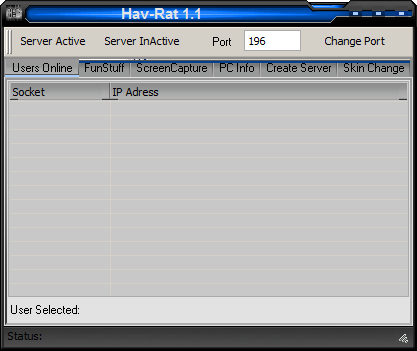 Hav-Rat 1.1
Server Active Server InActive Port 196 Change Port
Users Online FunStuff ScreenCapture PC Info Create Server Skin Change
Socket IP Adress
User Selected:
Status: